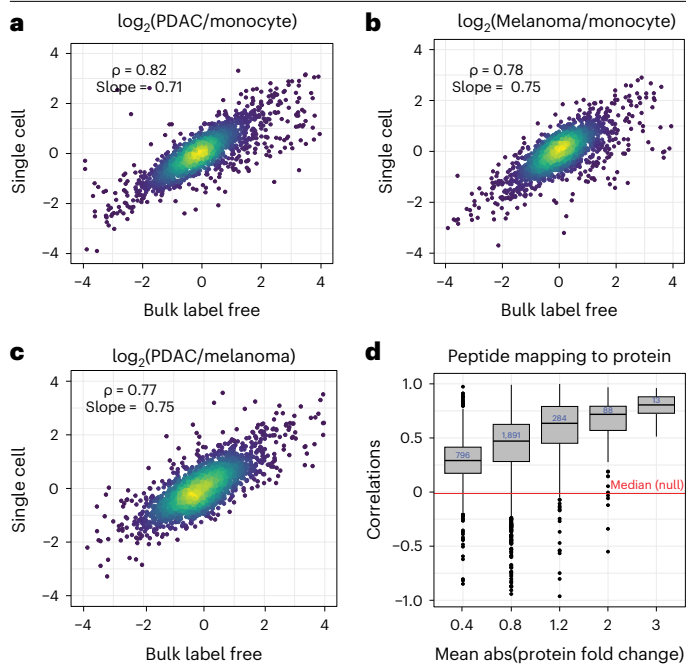 a
log₂(PDAC/monocyte)
ρ = 0.82
Slope = 0.71
4
2
0
−2
−4
Single cell
−4
−2
0
2
4
Bulk label free
b
log₂(Melanoma/monocyte)
ρ = 0.78
Slope = 0.75
4
2
0
−2
−4
Single cell
−4
−2
0
2
4
Bulk label free
c
log₂(PDAC/melanoma)
ρ = 0.77
Slope = 0.75
4
2
0
−2
−4
Single cell
−4
−2
0
2
4
Bulk label free
d
Peptide mapping to protein
1.0
0.5
0
−0.5
−1.0
Correlations
796
1,891
284
88
13
Median (null)
0.4
0.8
1.2
2
3
Mean abs(protein fold change)